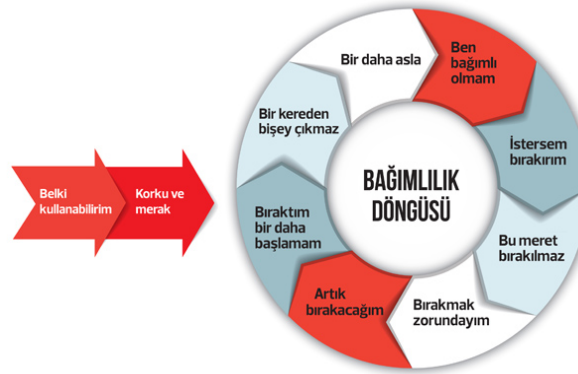 Belki
kullanabilirim
Korku ve
merak
BAĞIMLILIK
DÖNGÜSÜ
Bir daha asla
Ben
bağımlı
olmam
İstersem
bırakırım
Bu meret
bırakılmaz
Bırakmak
zorundayım
Artık
bırakacağım
Bıraktım
bir daha
başlamam
Bir kereden
bişey çıkmaz